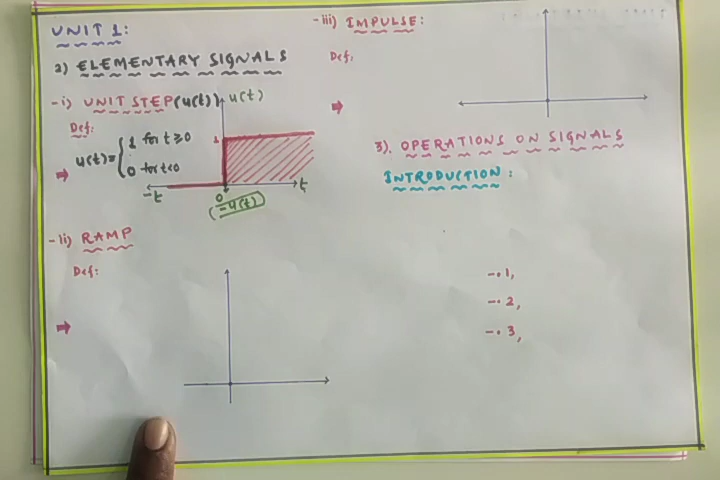 UNIT 1:
2) ELEMENTARY SIGNALS
-i) UNIT STEP(u(t))
u(t)
Def:
⇒ u(t)= { 1 for t≥0
0 for t<0
1
-t
0
t
(-u(t))
-ii) RAMP
Def:
⇒
-iii) IMPULSE:
Def:
⇒
3). OPERATIONS ON SIGNALS
INTRODUCTION:
-. 1,
-. 2,
-. 3,